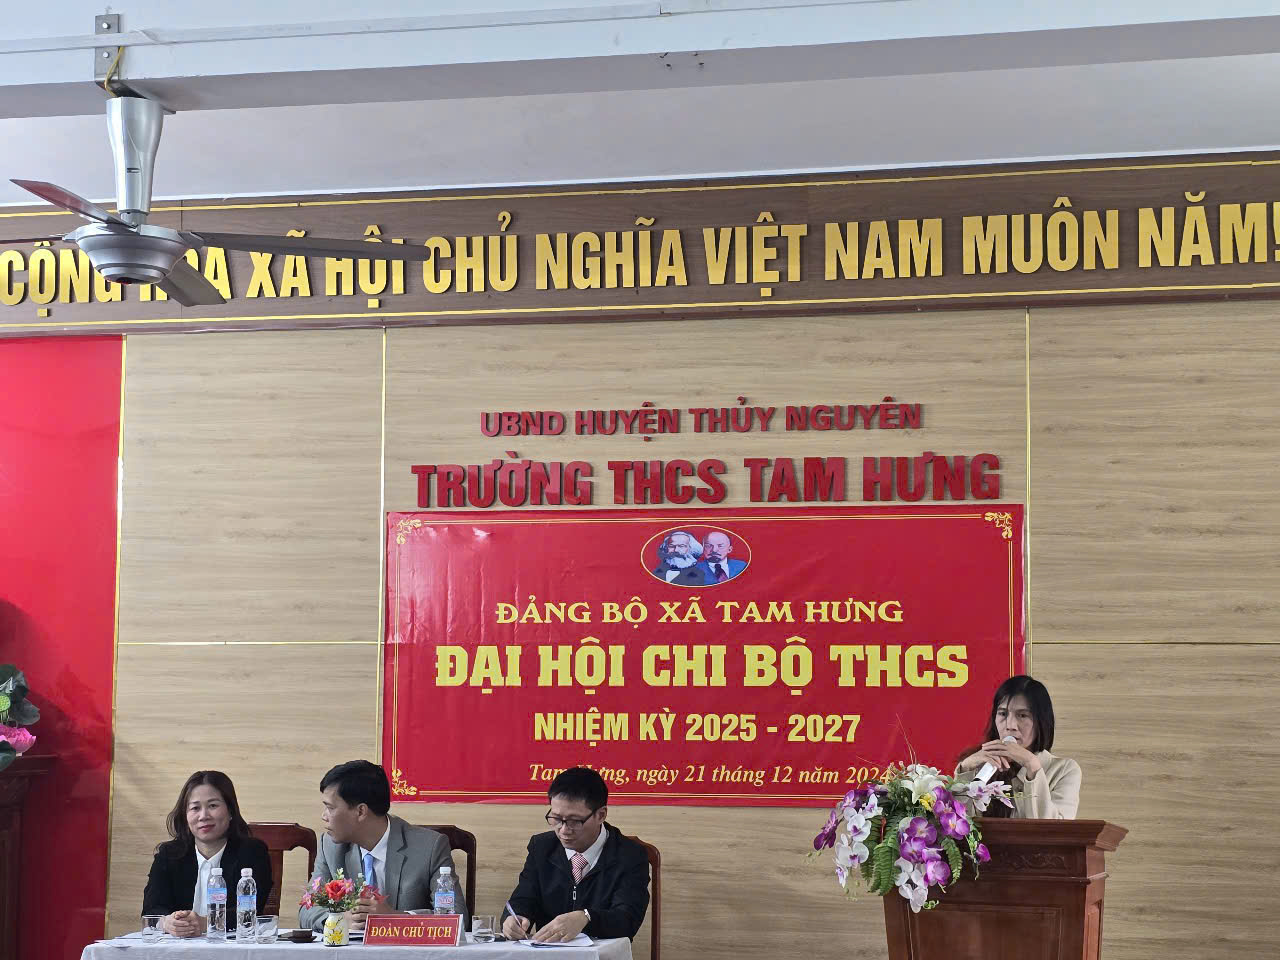 CỘNG HÒA XÃ HỘI CHỦ NGHĨA VIỆT NAM MUÔN NĂM!
UBND HUYỆN THỦY NGUYÊN
TRƯỜNG THCS TAM HƯNG
ĐẢNG BỘ XÃ TAM HƯNG
ĐẠI HỘI CHI BỘ THCS
NHIỆM KỲ 2025 - 2027
Tam Hưng, ngày 21 tháng 12 năm 2024
ĐOÀN CHỦ TỊCH